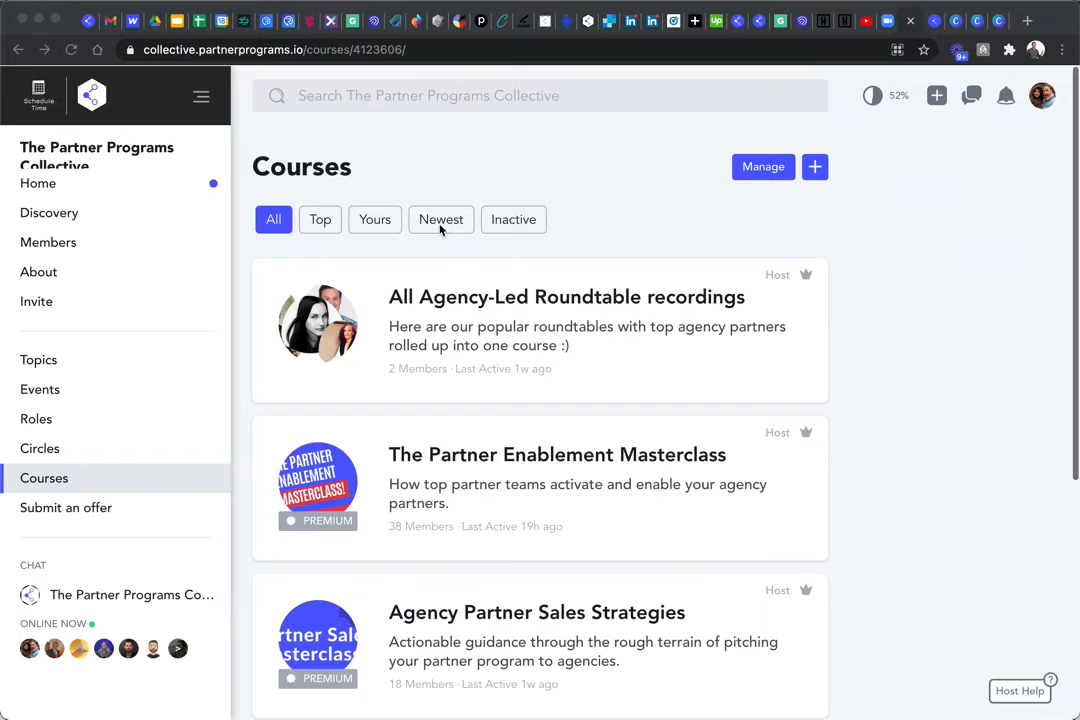 collective.partnerprograms.io/courses/4123606/
9+
Schedule
Time
Search The Partner Programs Collective
52%
The Partner Programs
Collective
Home
Discovery
Members
About
Invite
Topics
Events
Roles
Circles
Courses
Submit an offer
CHAT
The Partner Programs Co...
ONLINE NOW
Courses
Manage
All
Top
Yours
Newest
Inactive
Host
All Agency-Led Roundtable recordings
Here are our popular roundtables with top agency partners
rolled up into one course :)
2 Members · Last Active 1w ago
Host
THE PARTNER
ENABLEMENT
MASTERCLASS!
PREMIUM
The Partner Enablement Masterclass
How top partner teams activate and enable your agency
partners.
38 Members · Last Active 19h ago
Host
rtner Sal
sterclass
PREMIUM
Agency Partner Sales Strategies
Actionable guidance through the rough terrain of pitching
your partner program to agencies.
18 Members · Last Active 1w ago
Host Help
?